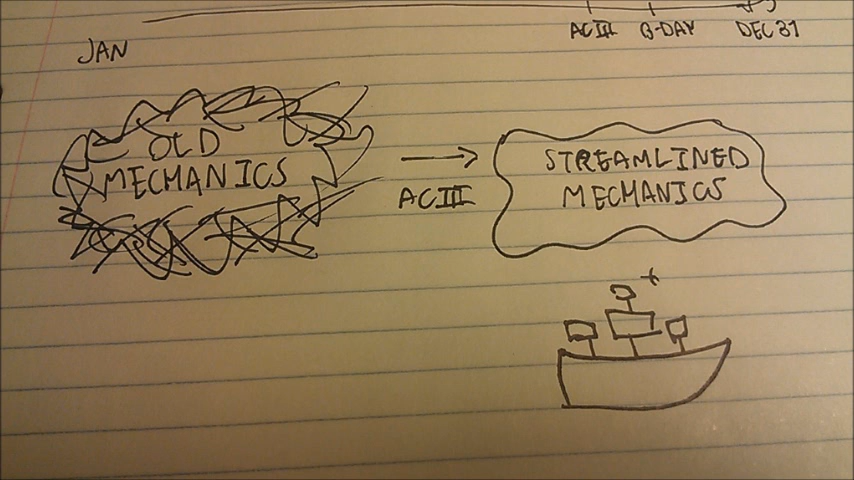 ACIII B-DAY DEC 31
JAN
OLD
MECHANICS
ACIII
STREAMLINED
MECHANICS